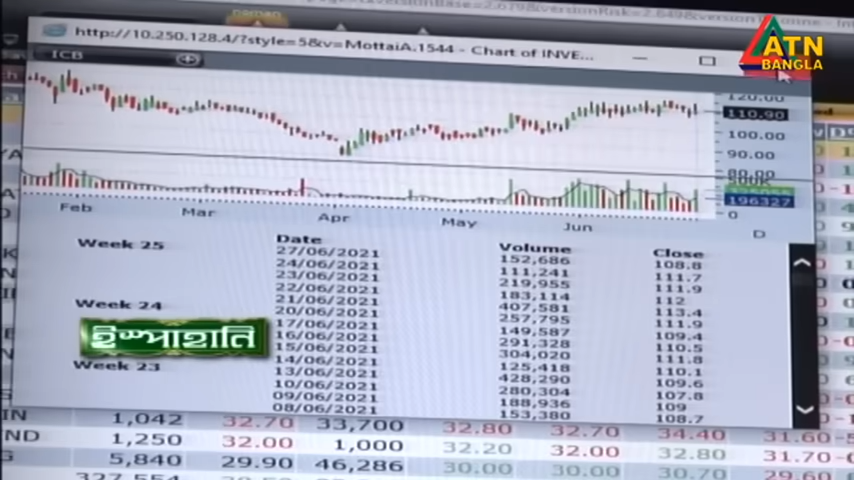 http://10.250.128.4/?style=5&v=MottaiA.1544 - Chart of INVE...
ATN
BANGLA
ICB
120.00
110.90
100.00
90.00
80.00
196327
0
Feb Mar Apr May Jun D
Date Volume Close
Week 25
27/06/2021 152,686 108.8
24/06/2021 111,241 111.7
23/06/2021 219,955 111.9
22/06/2021 183,114 112
21/06/2021 407,581 113.4
Week 24
20/06/2021 257,795 111.9
17/06/2021 149,587 109.4
16/06/2021 291,328 110.5
15/06/2021 304,020 111.8
14/06/2021 125,418 110.1
Week 23
13/06/2021 428,290 109.6
10/06/2021 280,304 107.8
09/06/2021 188,936 109
08/06/2021 153,380 108.7
ইস্পাহানি
IN 1,042 32.70 33,700 32.80 32.70 34.40 31.60
ND 1,250 32.00 1,000 32.20 32.00 32.80 31.70
G 5,840 29.90 46,286 30.00 30.00 30.70 29.60
327,554